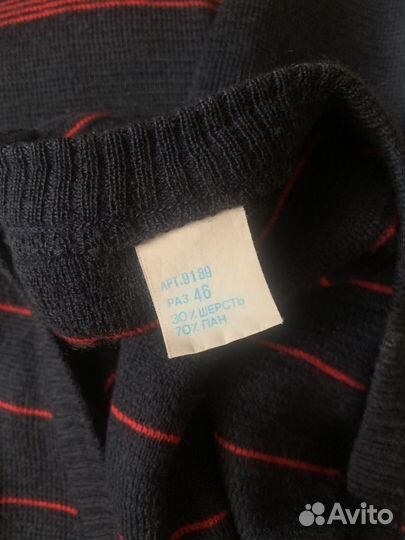 АРТ.9189
РАЗ.46
30% ШЕРСТЬ
70% ПАН
Avito